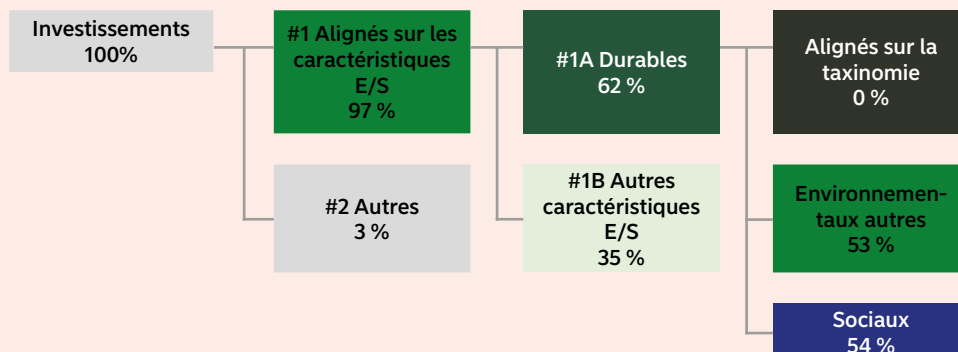 Investissements
100%
#1 Alignés sur les
caractéristiques
E/S
97 %
#1A Durables
62 %
Alignés sur la
taxinomie
0 %
#2 Autres
3 %
#1B Autres
caractéristiques
E/S
35 %
Environnemen-
taux autres
53 %
Sociaux
54 %